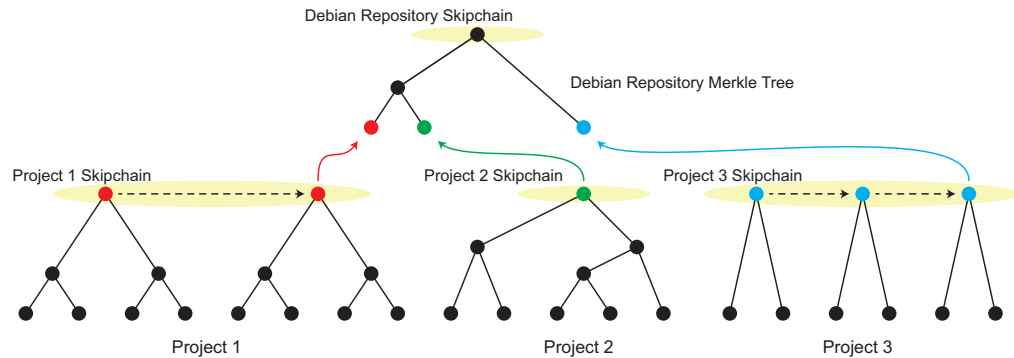 Debian Repository Skipchain
Debian Repository Merkle Tree
Project 1 Skipchain
Project 2 Skipchain
Project 3 Skipchain
Project 1
Project 2
Project 3